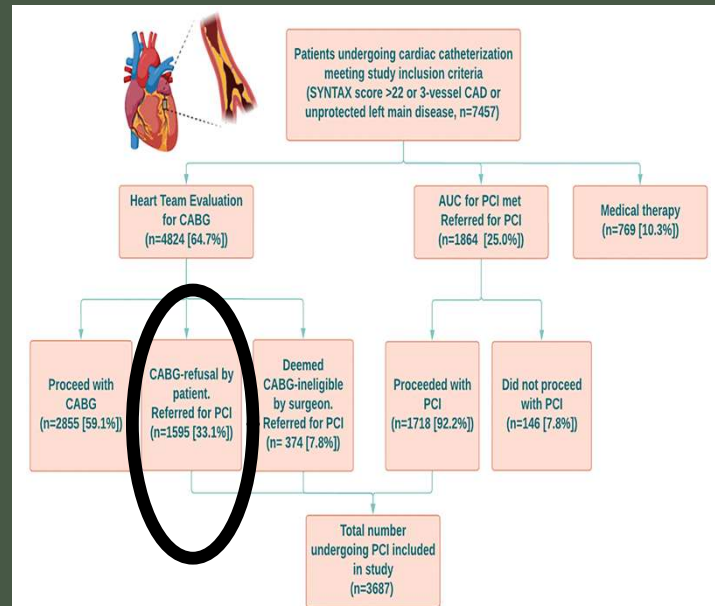 Patients undergoing cardiac catheterization
meeting study inclusion criteria
(SYNTAX score >22 or 3-vessel CAD or
unprotected left main disease, n=7457)
Heart Team Evaluation
for CABG
(n=4824 [64.7%])
AUC for PCI met
Referred for PCI
(n=1864 [25.0%])
Medical therapy
(n=769 [10.3%])
Proceed with
CABG
(n=2855 [59.1%])
CABG-refusal by
patient.
Referred for PCI
(n=1595 [33.1%])
Deemed
CABG-ineligible
by surgeon.
Referred for PCI
(n= 374 [7.8%])
Proceeded with
PCI
(n=1718 [92.2%])
Did not proceed
with PCI
(n=146 [7.8%])
Total number
undergoing PCI included
in study
(n=3687)